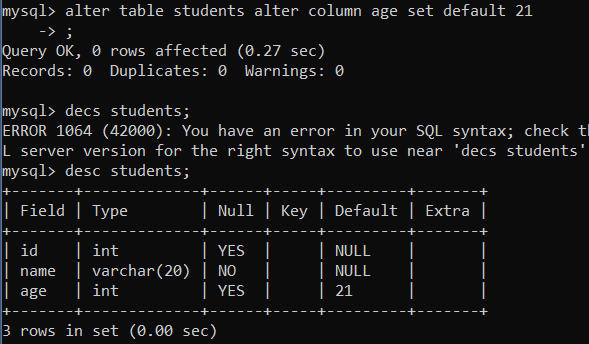 mysql> alter table students alter column age set default 21
    -> ;
Query OK, 0 rows affected (0.27 sec)
Records: 0  Duplicates: 0  Warnings: 0

mysql> decs students;
ERROR 1064 (42000): You have an error in your SQL syntax; check
L server version for the right syntax to use near 'decs students'
mysql> desc students;
+-------+-------------+------+-----+---------+-------+
| Field | Type        | Null | Key | Default | Extra |
+-------+-------------+------+-----+---------+-------+
| id    | int         | YES  |     | NULL    |       |
| name  | varchar(20) | NO   |     | NULL    |       |
| age   | int         | YES  |     | 21      |       |
+-------+-------------+------+-----+---------+-------+
3 rows in set (0.00 sec)